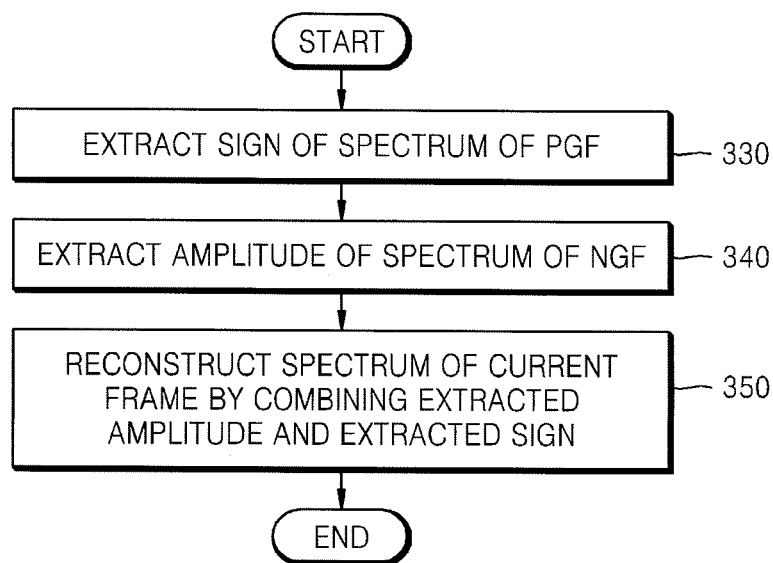 START
EXTRACT SIGN OF SPECTRUM OF PGF
330
EXTRACT AMPLITUDE OF SPECTRUM OF NGF
340
RECONSTRUCT SPECTRUM OF CURRENT
FRAME BY COMBINING EXTRACTED
AMPLITUDE AND EXTRACTED SIGN
350
END